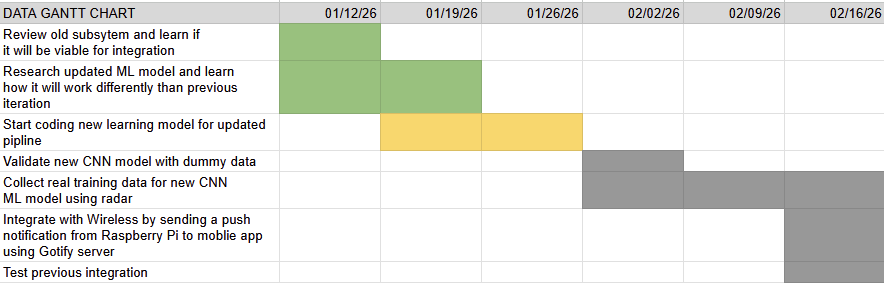 DATA GANTT CHART 01/12/26 01/19/26 01/26/26 02/02/26 02/09/26 02/16/26
Review old subsytem and learn if
it will be viable for integration
Research updated ML model and learn
how it will work differently than previous
iteration
Start coding new learning model for updated
pipline
Validate new CNN model with dummy data
Collect real training data for new CNN
ML model using radar
Integrate with Wireless by sending a push
notification from Raspberry Pi to moblie app
using Gotify server
Test previous integration